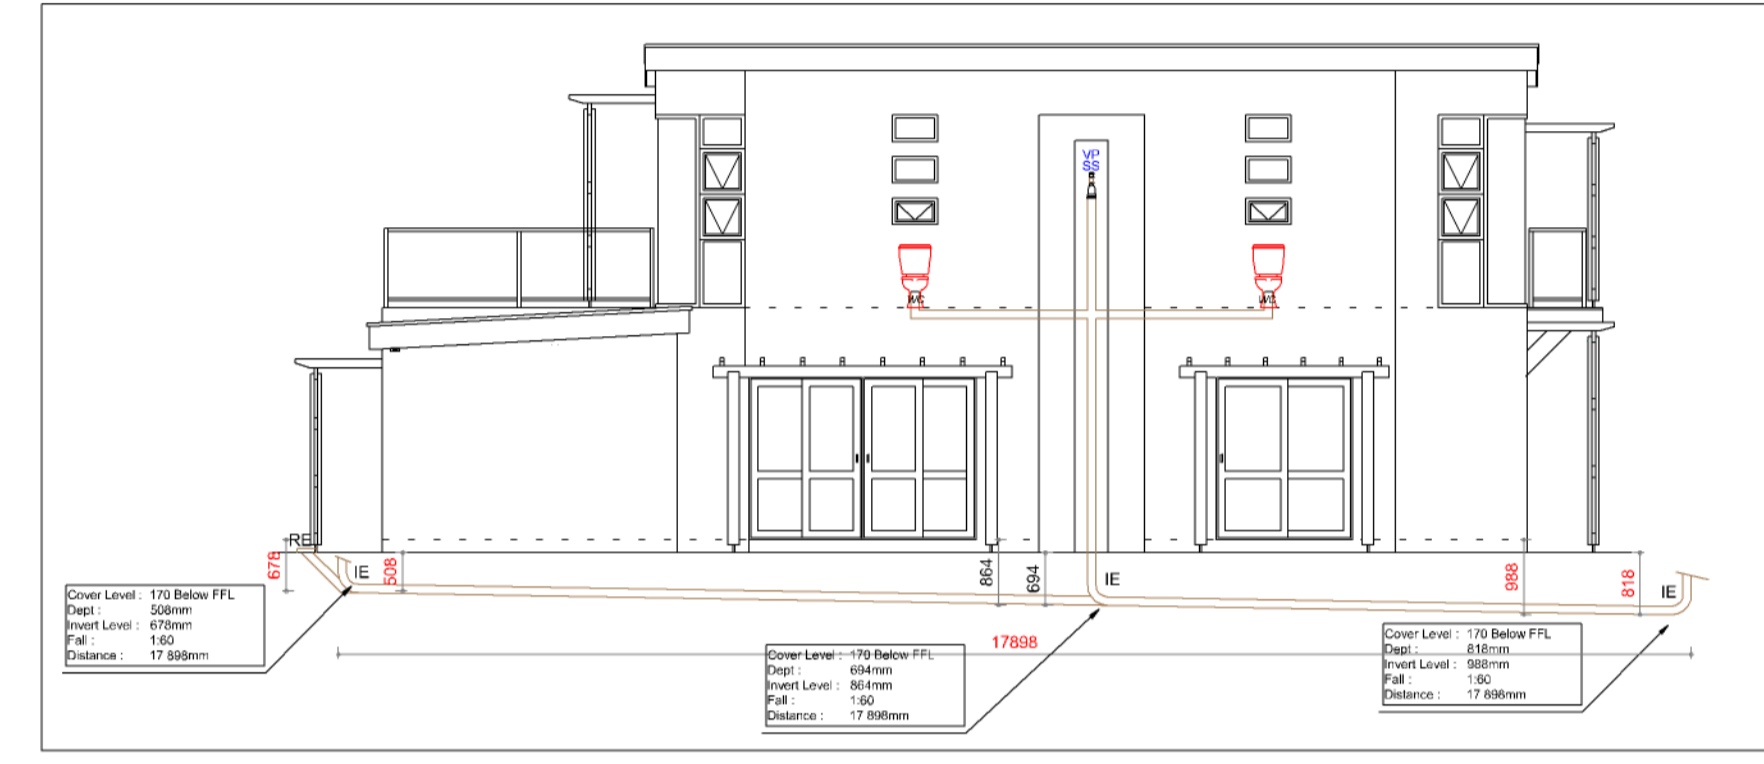 VP
SS
WC
WC
RE
678
IE
508
864
694
IE
988
818
IE
17898
Cover Level : 170 Below FFL
Dept : 508mm
Invert Level : 678mm
Fall : 1:60
Distance : 17 898mm
Cover Level : 170 Below FFL
Dept : 694mm
Invert Level : 864mm
Fall : 1:60
Distance : 17 898mm
Cover Level : 170 Below FFL
Dept : 818mm
Invert Level : 988mm
Fall : 1:60
Distance : 17 898mm